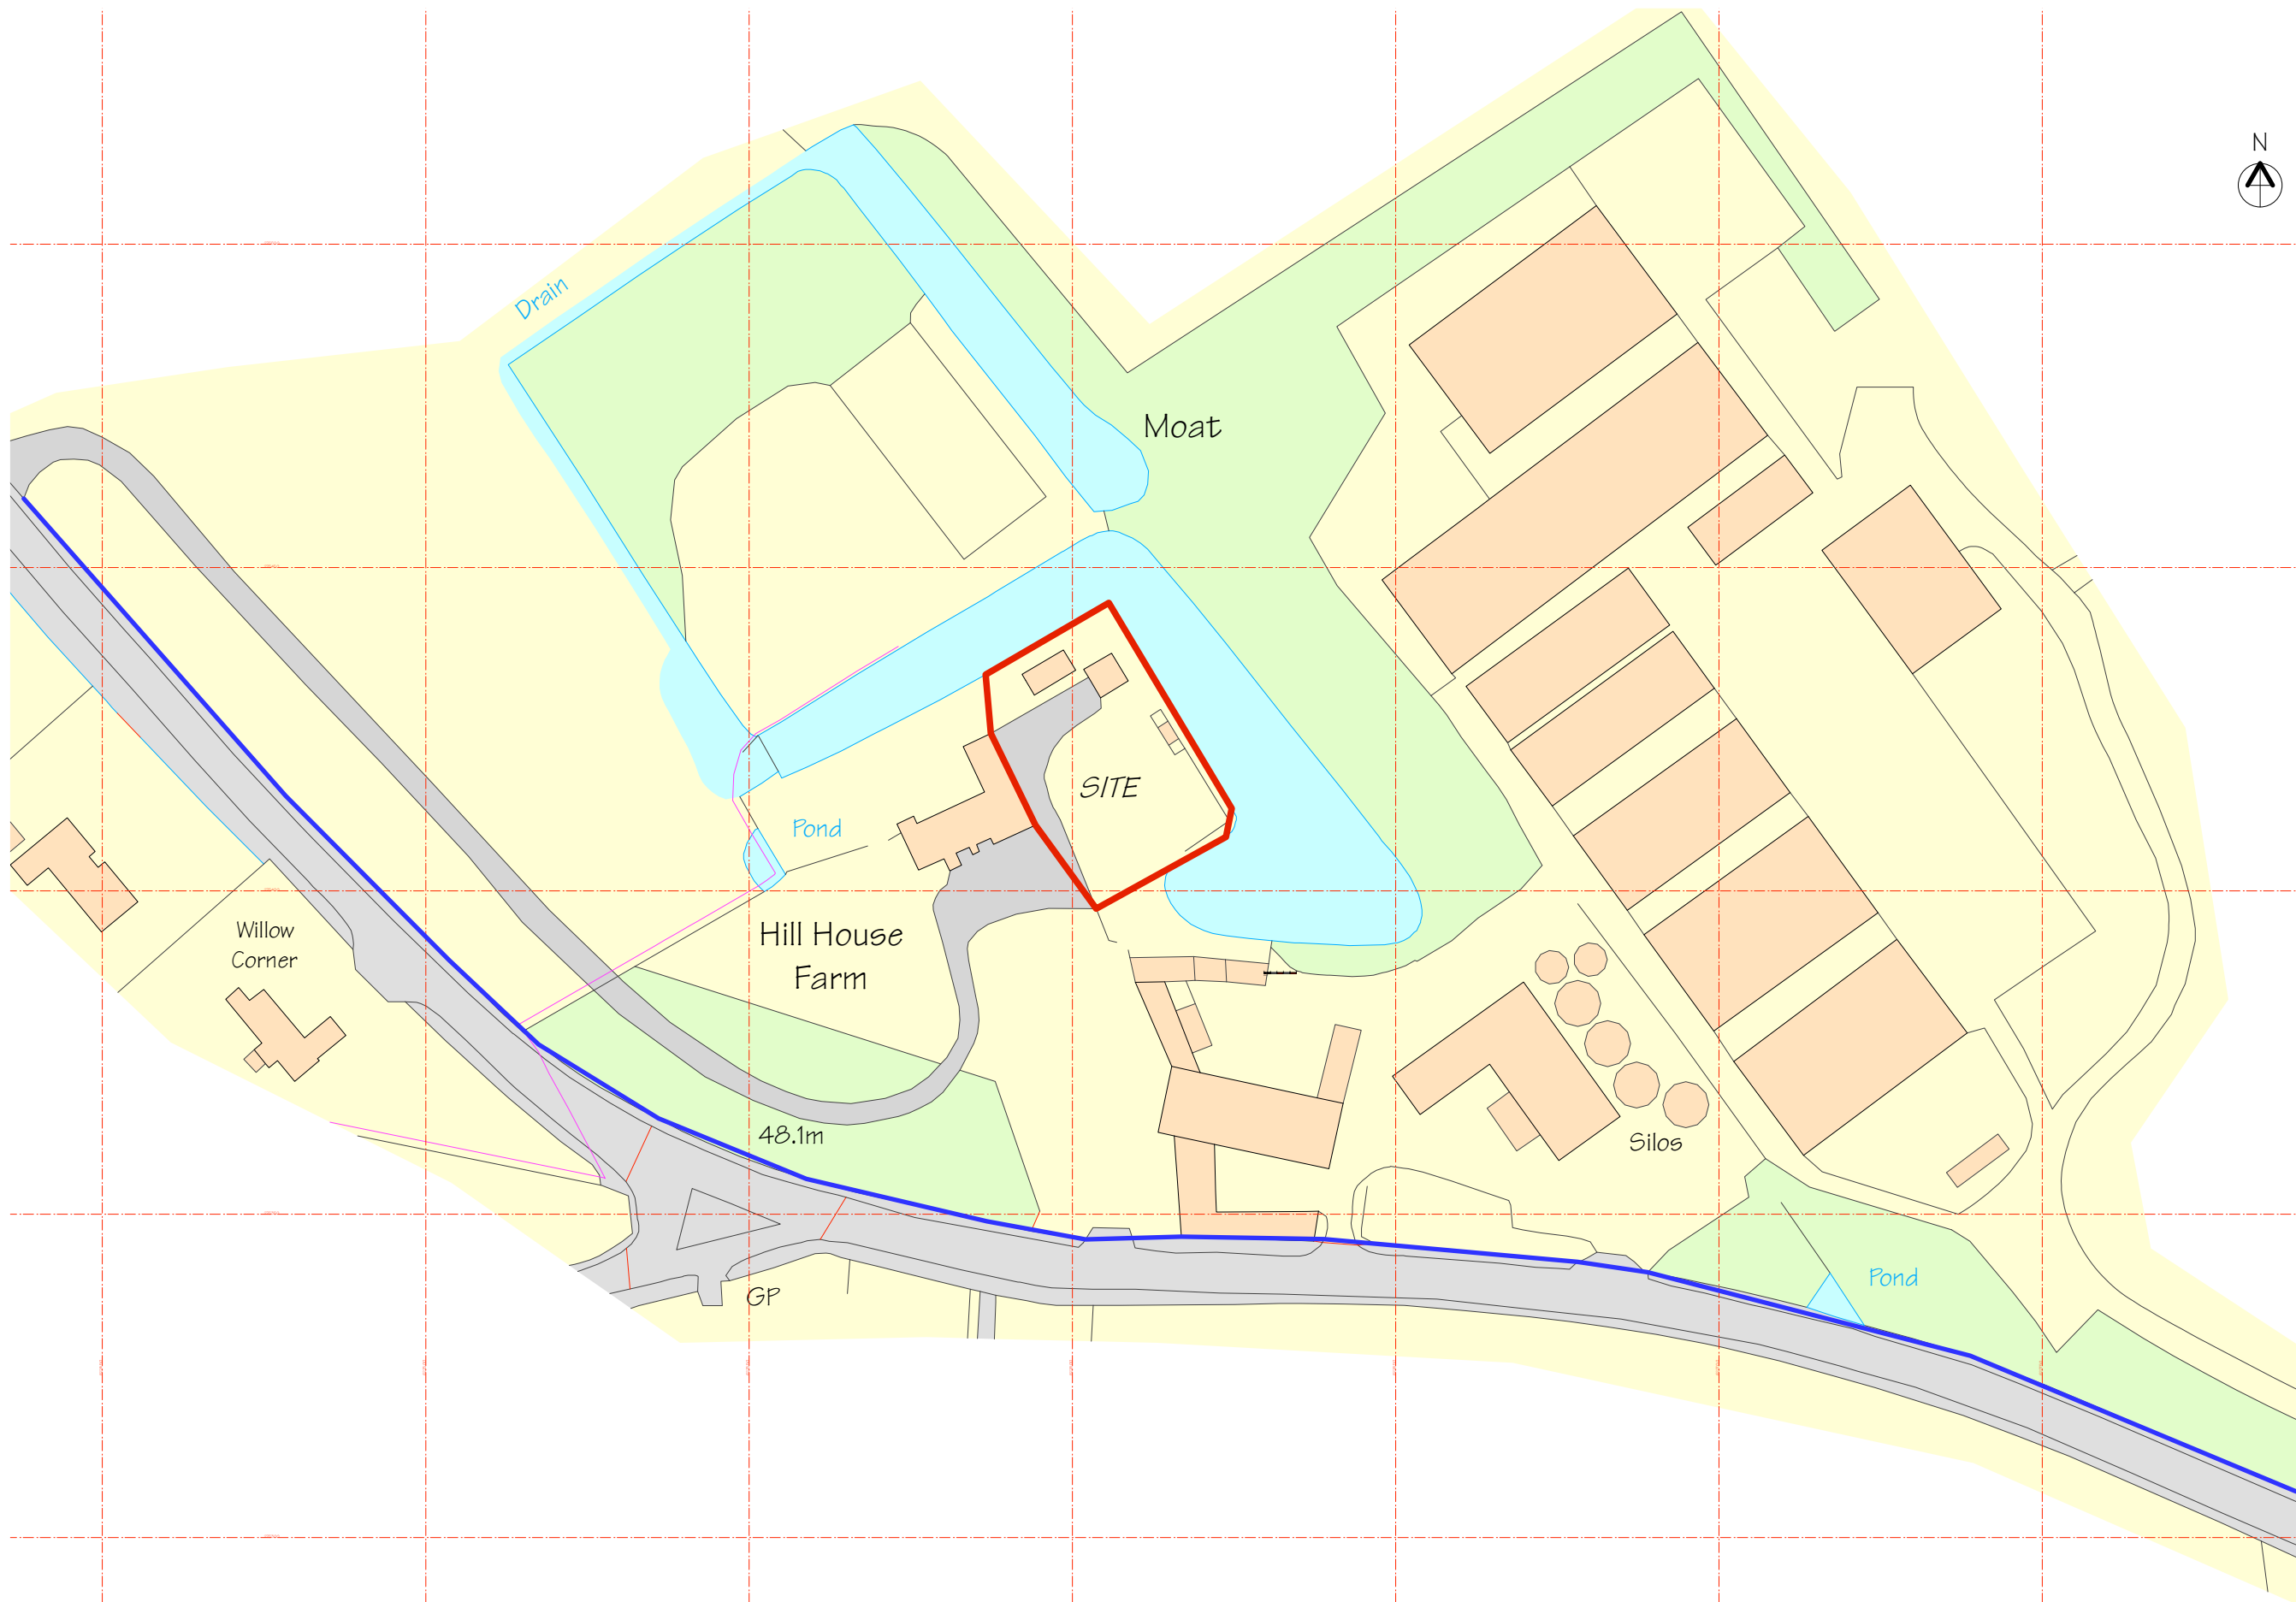 N
Drain
Moat
SITE
Pond
Willow
Corner
Hill House
Farm
48.1m
Silos
Pond
GP